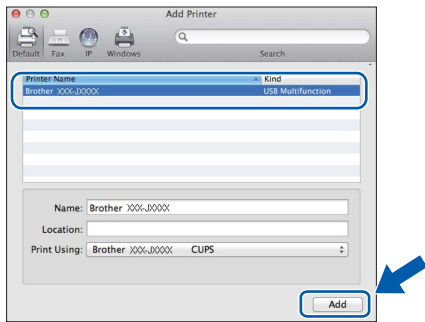 Add Printer
Default Fax IP Windows Search
Printer Name Kind
Brother XXX-JXXXX USB Multifunction
Name: Brother XXX-JXXXX
Location:
Print Using: Brother XXX-JXXXX CUPS
Add